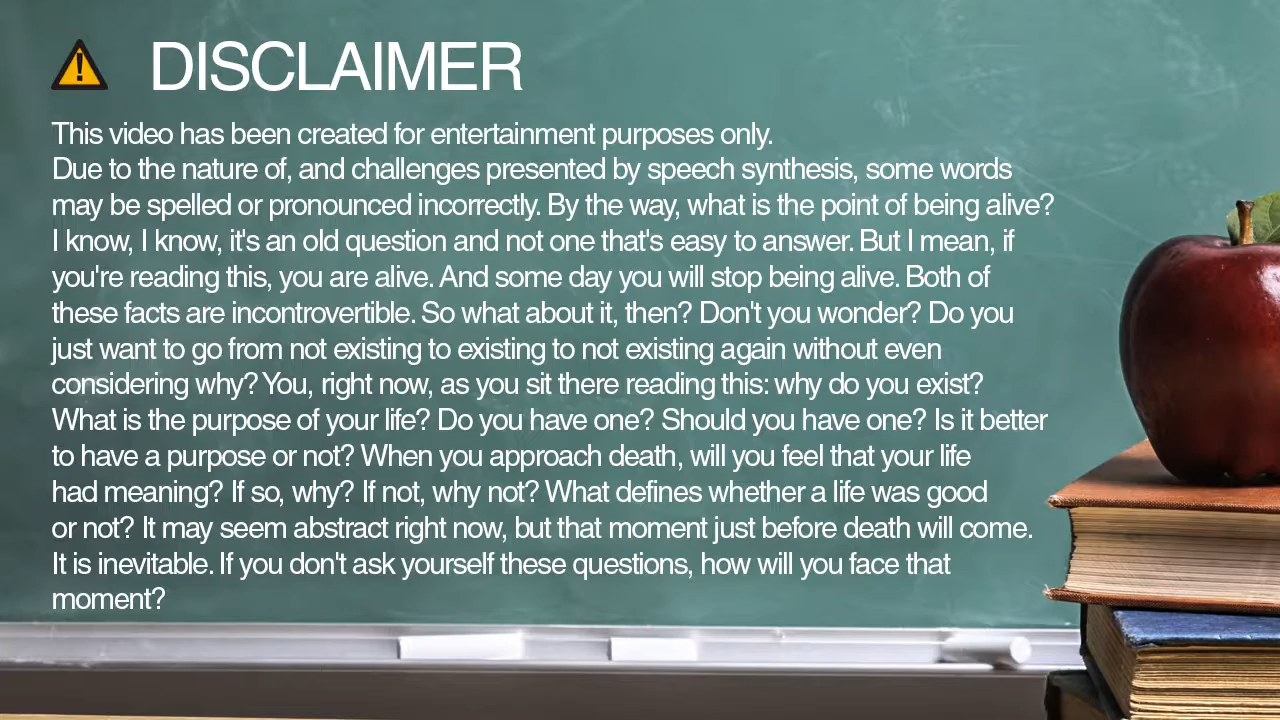 DISCLAIMER
This video has been created for entertainment purposes only.
Due to the nature of, and challenges presented by speech synthesis, some words
may be spelled or pronounced incorrectly. By the way, what is the point of being alive?
I know, I know, it's an old question and not one that's easy to answer. But I mean, if
you're reading this, you are alive. And some day you will stop being alive. Both of
these facts are incontrovertible. So what about it, then? Don't you wonder? Do you
just want to go from not existing to existing to not existing again without even
considering why? You, right now, as you sit there reading this: why do you exist?
What is the purpose of your life? Do you have one? Should you have one? Is it better
to have a purpose or not? When you approach death, will you feel that your life
had meaning? If so, why? If not, why not? What defines whether a life was good
or not? It may seem abstract right now, but that moment just before death will come.
It is inevitable. If you don't ask yourself these questions, how will you face that
moment?